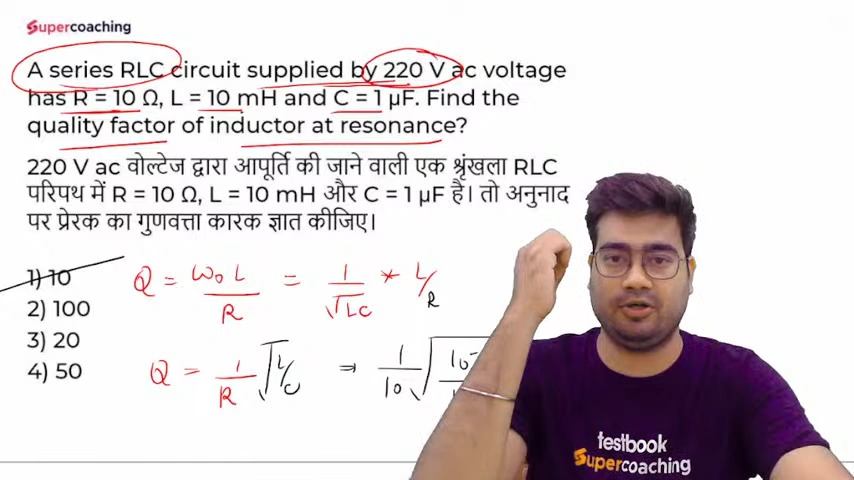 Supercoaching
A series RLC circuit supplied by 220 V ac voltage
has R = 10 Ω, L = 10 mH and C = 1 μF. Find the
quality factor of inductor at resonance?
220 V ac वोल्टेज द्वारा आपूर्ति की जाने वाली एक श्रृंखला RLC
परिपथ में R = 10 Ω, L = 10 mH और C = 1 μF है। तो अनुनाद
पर प्रेरक का गुणवत्ता कारक ज्ञात कीजिए।
1) 10
2) 100
3) 20
4) 50
Q = ω₀L/R = 1/√LC * L/R
Q = 1/R √L/C ⇒ 1/10 √10
testbook
Supercoaching